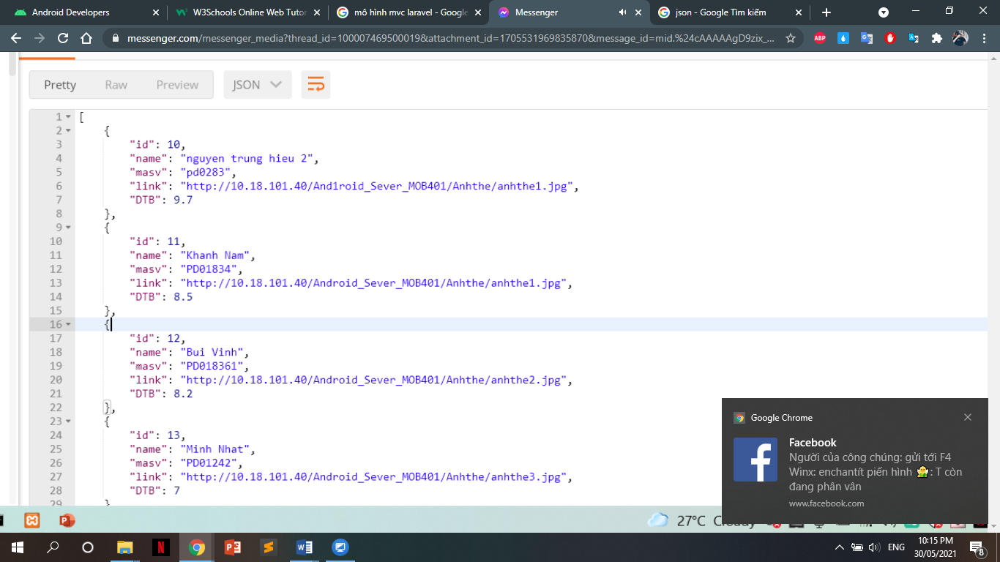 Android Developers
W3Schools Online Web Tutor
mô hình mvc laravel - Google
Messenger
json - Google Tìm kiếm
messenger.com/messenger_media?thread_id=100007469500019&attachment_id=1705531969835870&message_id=mid.%24cAAAAAgD9zix_...
ABP
Pretty
Raw
Preview
JSON
1 [
2 {
3 "id": 10,
4 "name": "nguyen trung hieu 2",
5 "masv": "pd0283",
6 "link": "http://10.18.101.40/And1roid_Sever_MOB401/Anhthe/anhthe1.jpg",
7 "DTB": 9.7
8 },
9 {
10 "id": 11,
11 "name": "Khanh Nam",
12 "masv": "PD01834",
13 "link": "http://10.18.101.40/Android_Sever_MOB401/Anhthe/anhthe1.jpg",
14 "DTB": 8.5
15 },
16 {
17 "id": 12,
18 "name": "Bui Vinh",
19 "masv": "PD018361",
20 "link": "http://10.18.101.40/Android_Sever_MOB401/Anhthe/anhthe2.jpg",
21 "DTB": 8.2
22 },
23 {
24 "id": 13,
25 "name": "Minh Nhat",
26 "masv": "PD01242",
27 "link": "http://10.18.101.40/Android_Sever_MOB401/Anhthe/anhthe3.jpg",
28 "DTB": 7
29 }
Google Chrome
Facebook
Người của công chúng: gửi tới F4
Winx: enchantít piến hình 🧚: T còn
đang phân vân
www.facebook.com
27°C Cloudy
ENG
10:15 PM
30/05/2021
8